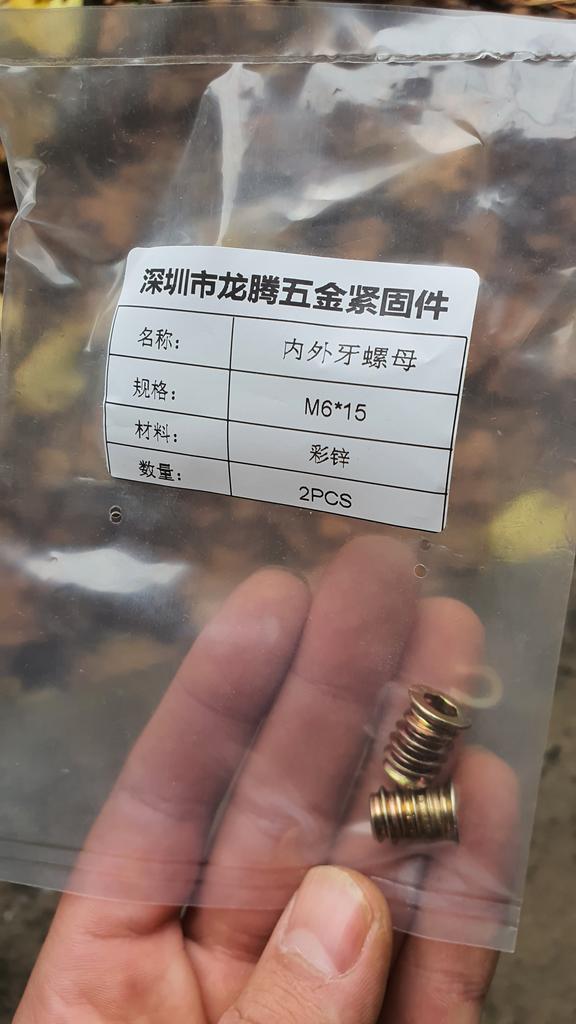 深圳市龙腾五金紧固件
名称： 内外牙螺母
规格： M6*15
材料： 彩锌
数量： 2PCS